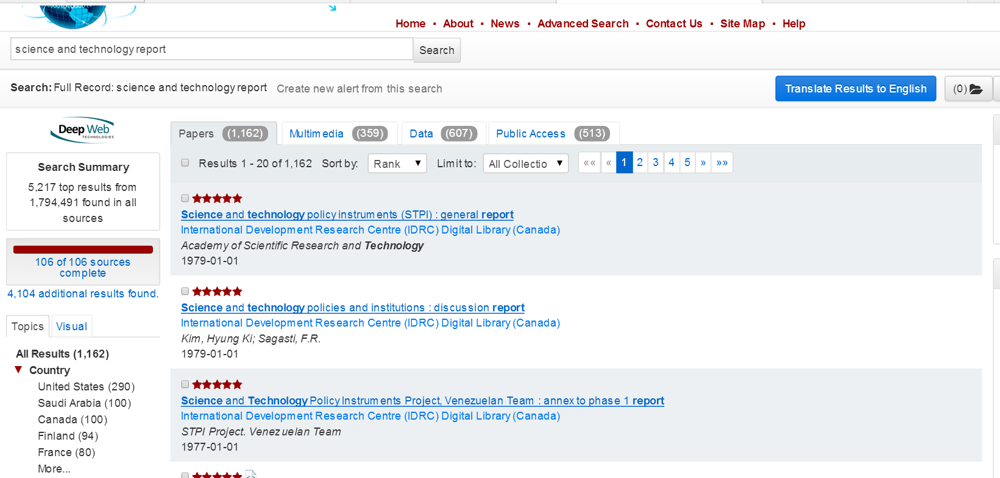 Home ▪ About ▪ News ▪ Advanced Search ▪ Contact Us ▪ Site Map ▪ Help
science and technology report
Search
Search: Full Record: science and technology report Create new alert from this search
Translate Results to English
(0)
Deep Web
TECHNOLOGIES
Search Summary
5,217 top results from
1,794,491 found in all
sources
106 of 106 sources
complete
4,104 additional results found.
Topics Visual
All Results (1,162)
Country
United States (290)
Saudi Arabia (100)
Canada (100)
Finland (94)
France (80)
More...
Papers (1,162) Multimedia (359) Data (607) Public Access (513)
Results 1 - 20 of 1,162 Sort by: Rank Limit to: All Collectio «« « 1 2 3 4 5 » »»
Science and technology policy instruments (STPI) : general report
International Development Research Centre (IDRC) Digital Library (Canada)
Academy of Scientific Research and Technology
1979-01-01
Science and technology policies and institutions : discussion report
International Development Research Centre (IDRC) Digital Library (Canada)
Kim, Hyung Ki; Sagasti, F.R.
1979-01-01
Science and Technology Policy Instruments Project, Venezuelan Team : annex to phase 1 report
International Development Research Centre (IDRC) Digital Library (Canada)
STPI Project. Venezuelan Team
1977-01-01